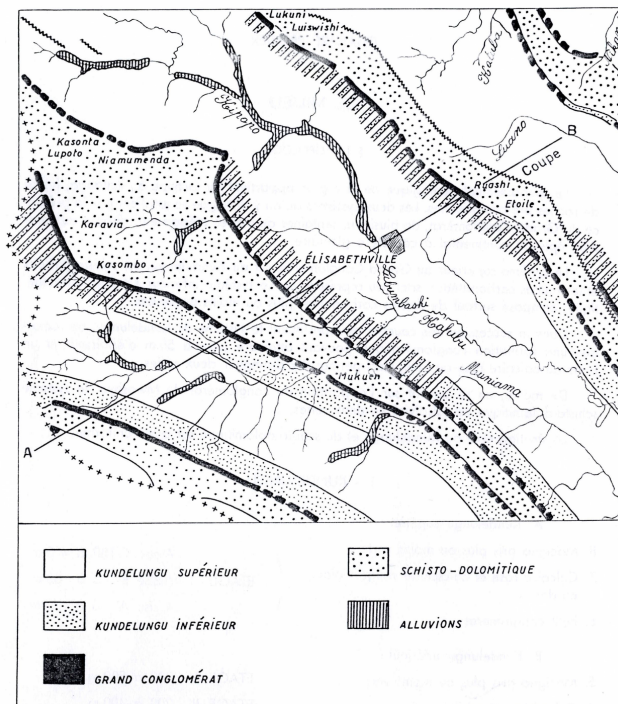 Lukuni
Luiswishi
Kapapo
Luano
B
Coupe
Kasonta
Lupoto
Niamumenda
Ruashi
Etoile
Karavia
ÉLISABETHVILLE
Kasombo
Lubumbashi
Kafubu
Muniama
Mukuen
A
KUNDELUNGU SUPÉRIEUR
SCHISTO-DOLOMITIQUE
KUNDELUNGU INFÉRIEUR
ALLUVIONS
GRAND CONGLOMÉRAT